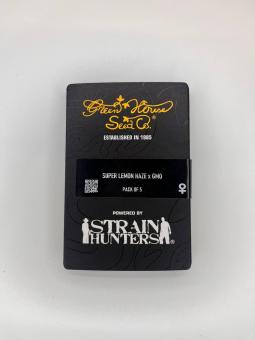 Green House
Seed Co.
ESTABLISHED IN 1985
SUPER LEMON HAZE x GMO
PACK OF 5
POWERED BY
STRAIN
HUNTERS®